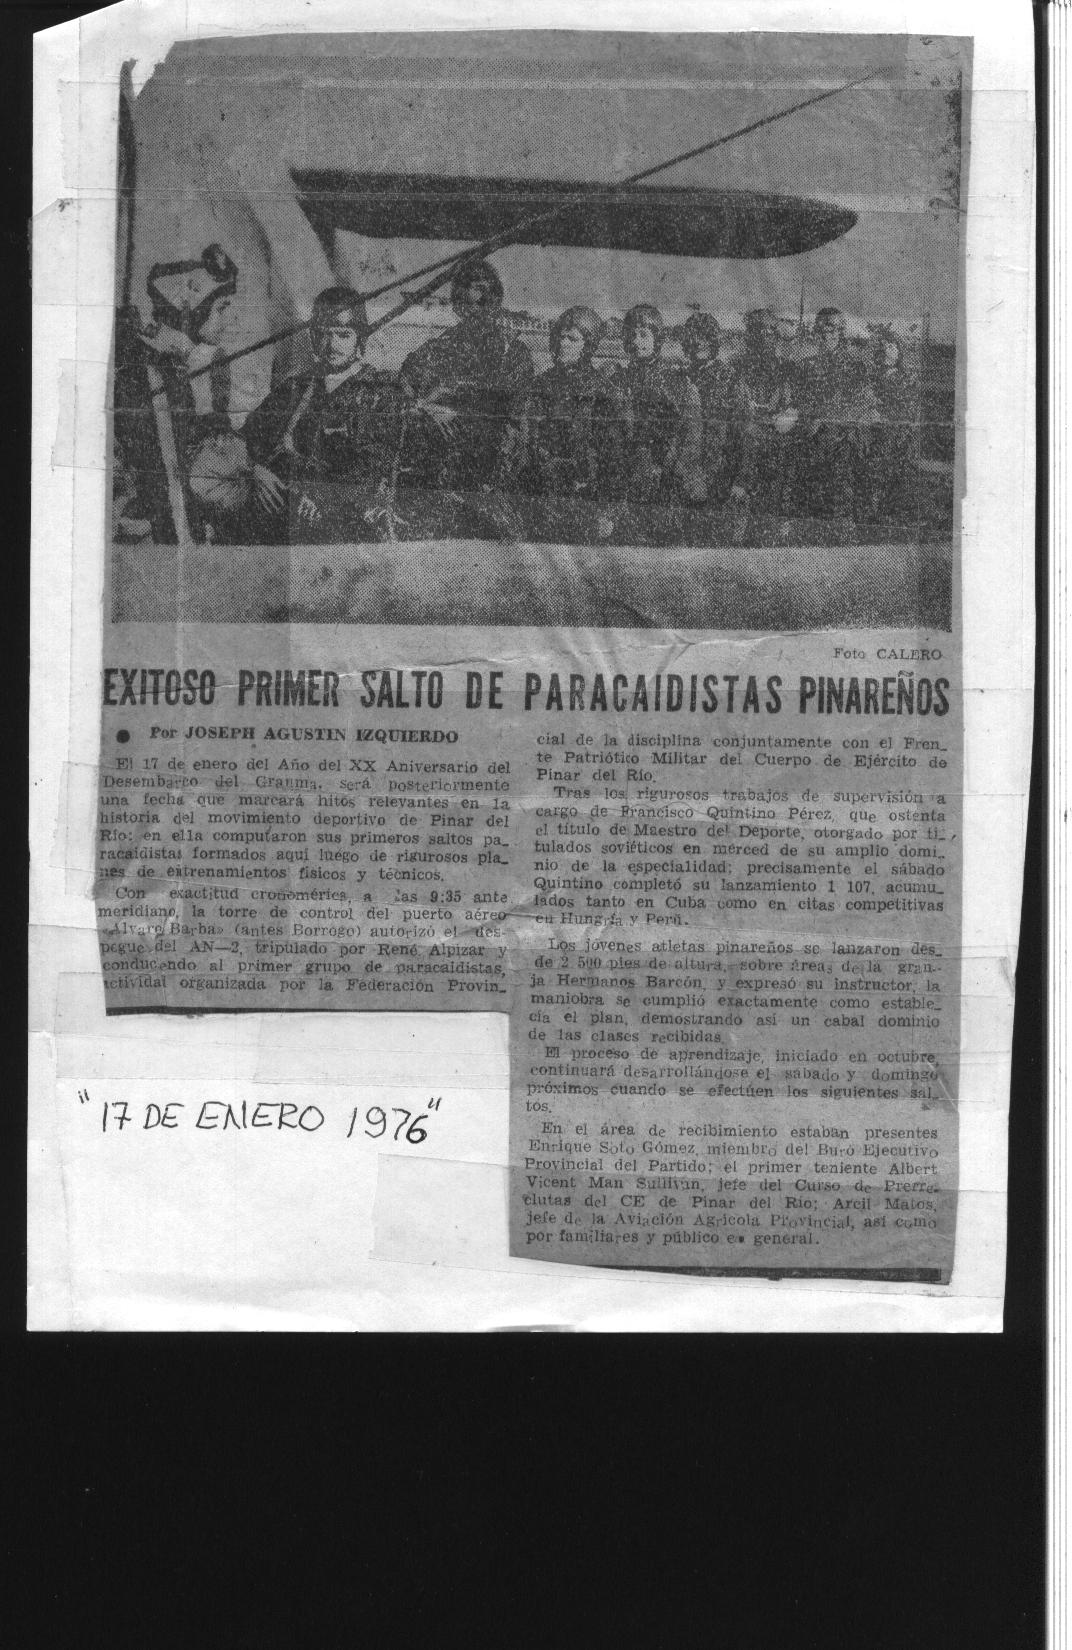 Foto CALERO
EXITOSO PRIMER SALTO DE PARACAIDISTAS PINAREÑOS
● Por JOSEPH AGUSTIN IZQUIERDO
El 17 de enero del Año del XX Aniversario del
Desembarco del Granma, será posteriormente
una fecha que marcará hitos relevantes en la
historia del movimiento deportivo de Pinar del
Río; en ella computaron sus primeros saltos pa_
racaidistas formados aquí luego de rigurosos pla_
nes de entrenamientos físicos y técnicos.
Con exactitud cronomérica, a las 9:35 ante
meridiano, la torre de control del puerto aéreo
«Alvaro Barba» (antes Borrogo) autorizó el des-
pegue del AN—2, tripulado por René Alpizar y
conducendo al primer grupo de paracaidistas,
actividal organizada por la Federación Provin_
cial de la disciplina conjuntamente con el Fren_
te Patriótico Militar del Cuerpo de Ejército de
Pinar del Río.
Tras los rigurosos trabajos de supervisión a
cargo de Francisco Quintino Pérez, que ostenta
el título de Maestro del Deporte, otorgado por ti_
tulados soviéticos en merced de su amplio domi_
nio de la especialidad; precisamente el sábado
Quintino completó su lanzamiento 1 107, acumu_
lados tanto en Cuba como en citas competitivas
en Hungría y Perú.
Los jóvenes atletas pinareños se lanzaron des_
de 2 500 pies de altura, sobre áreas de la gran-
ja Hermanos Barcón, y expresó su instructor, la
maniobra se cumplió exactamente como estable_
cía el plan, demostrando así un cabal dominio
de las clases recibidas.
El proceso de aprendizaje, iniciado en octubre,
continuará desarrollándose el sábado y domingo
próximos cuando se efectúen los siguientes sal_
tos.
En el área de recibimiento estaban presentes
Enrique Soto Gómez, miembro del Buró Ejecutivo
Provincial del Partido; el primer teniente Albert
Vicent Man Sullivan, jefe del Curso de Prerre_
clutas del CE de Pinar del Río; Arcil Matos,
jefe de la Aviación Agrícola Provincial, así como
por familiares y público en general.
"17 DE ENERO 1976"